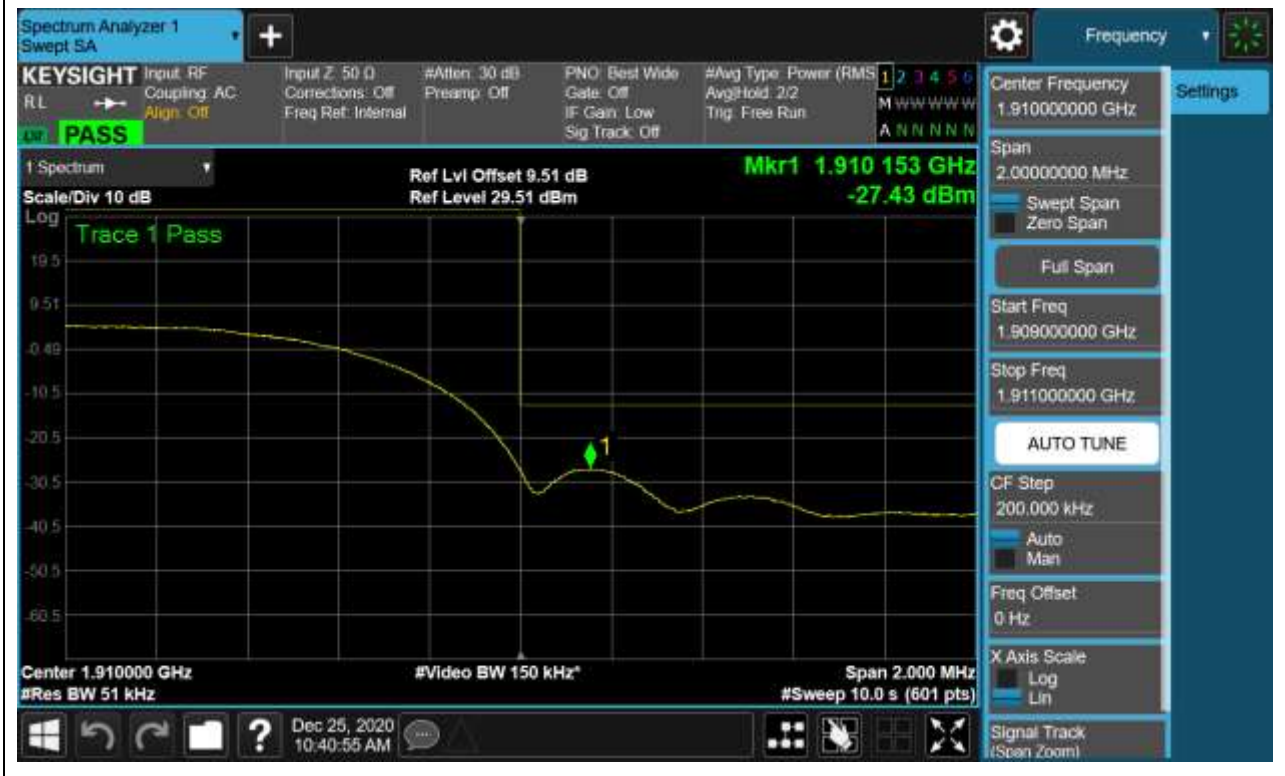 Spectrum Analyzer 1
Swept SA
+
Frequency
KEYSIGHT
RL
PASS
Input: RF
Coupling: AC
Align: Off
Input Z: 50 Ω
Corrections: Off
Freq Ref: Internal
#Atten: 30 dB
Preamp: Off
PNO: Best Wide
Gate: Off
IF Gain: Low
Sig Track: Off
#Avg Type: Power (RMS
Avg|Hold: 2/2
Trig: Free Run
1 2 3 4 5 6
M W W W W W
A N N N N N
1 Spectrum
Scale/Div 10 dB
Ref Lvl Offset 9.51 dB
Ref Level 29.51 dBm
Mkr1 1.910 153 GHz
-27.43 dBm
Log
Trace 1 Pass
19.5
9.51
-0.49
-10.5
-20.5
-30.5
-40.5
-50.5
-60.5
1
Center 1.910000 GHz
#Res BW 51 kHz
#Video BW 150 kHz*
Span 2.000 MHz
#Sweep 10.0 s (601 pts)
?
Dec 25, 2020
10:40:55 AM
Center Frequency
1.910000000 GHz
Settings
Span
2.00000000 MHz
Swept Span
Zero Span
Full Span
Start Freq
1.909000000 GHz
Stop Freq
1.911000000 GHz
AUTO TUNE
CF Step
200.000 kHz
Auto
Man
Freq Offset
0 Hz
X Axis Scale
Log
Lin
Signal Track
(Span Zoom)